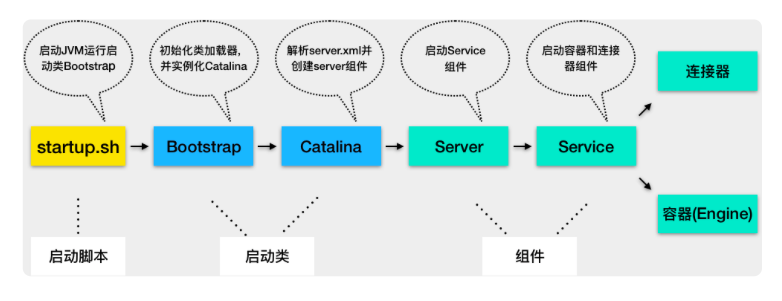 启动JVM运行启
动类Bootstrap
初始化类加载器,
并实例化Catalina
解析server.xml并
创建server组件
启动Service
组件
启动容器和连接
器组件
连接器
startup.sh
Bootstrap
Catalina
Server
Service
容器(Engine)
启动脚本
启动类
组件